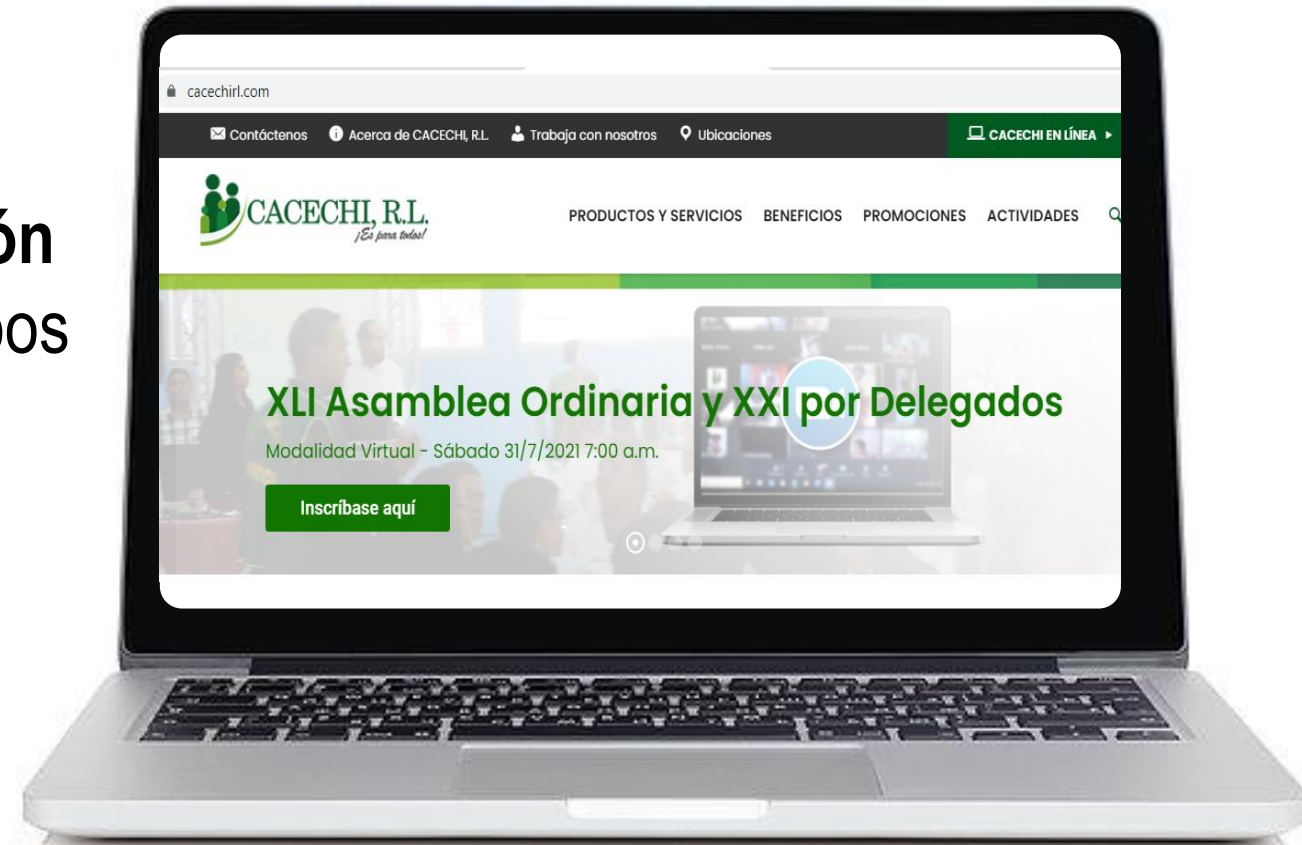 cacechirl.com
Contáctenos Acerca de CACECHI, R.L. Trabaja con nosotros Ubicaciones CACECHI EN LÍNEA
CACECHI, R.L.
¡Es para todos!
PRODUCTOS Y SERVICIOS BENEFICIOS PROMOCIONES ACTIVIDADES
ón
pos
XLI Asamblea Ordinaria y XXI por Delegados
Modalidad Virtual - Sábado 31/7/2021 7:00 a.m.
Inscríbase aquí